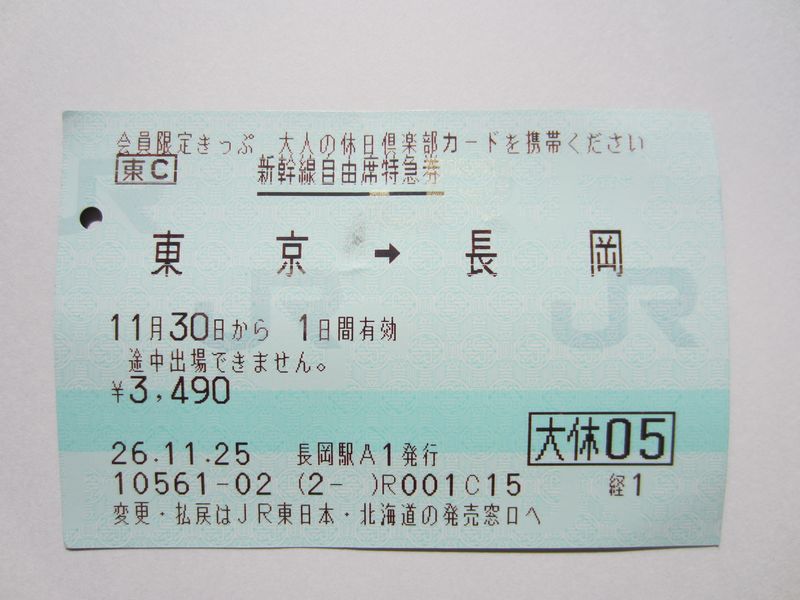 会員限定きっぷ 大人の休日倶楽部カードを携帯ください
東C 新幹線自由席特急券
東京→長岡
11月30日から 1日間有効
途中出場できません。
¥3,490
大休05
26.11.25 長岡駅A1発行
10561-02 (2- )R001C15 経1
変更・払戻はJR東日本・北海道の発売窓口へ
JR
JR
JR